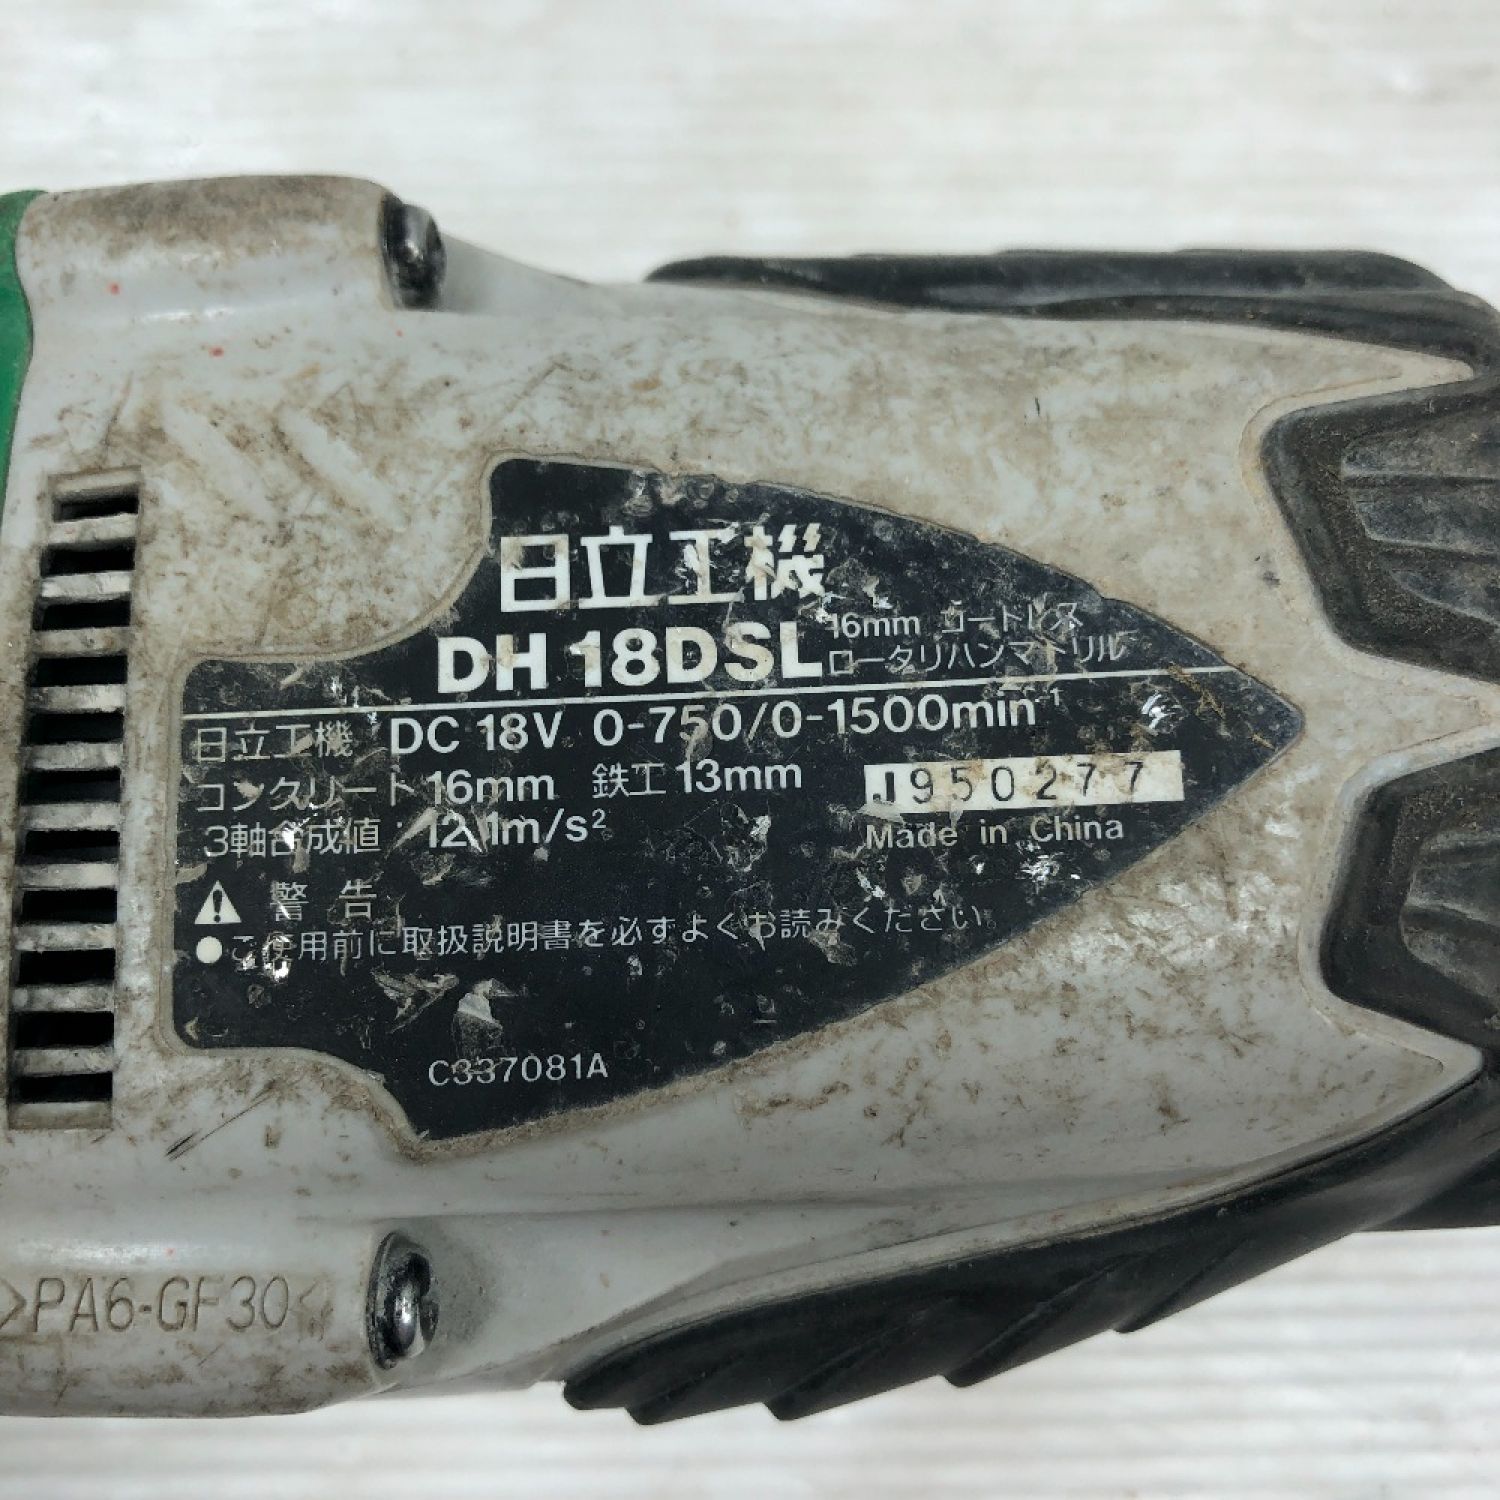 日立工機
DH 18DSL
16mm コードレス
ロータリハンマドリル
日立工機 DC 18V 0-750/0-1500min⁻¹
コンクリート 16mm 鉄工 13mm
J950277
3軸合成値 12.1m/s²
Made in China
警告
●ご使用前に取扱説明書を必ずよくお読みください。
C337081A
>PA6-GF30<